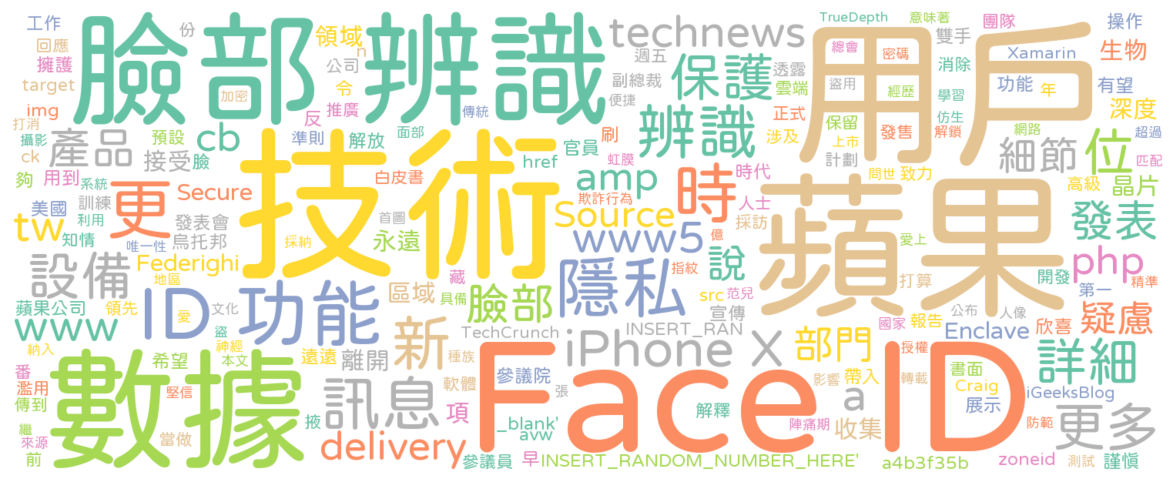 工作
份
臉部辨識
領域
technews
TrueDepth
意味著
團隊
操作
回應
n
公司
週五
總會
密碼
雙手
Xamarin
生物
擁護
令
副總裁
透露
用戶
消除
功能
年
有望
target
加密
保護
雲端
盜用
經歷
學習
深度
img
反
推廣
傳統
刷
正式
保留
發售
仿生
解鎖
打消
攝影
cb
準則
解放
面部
官員
辨識
涉及
上市
網路
超過
ck
產品
預設
接受
臉
href
虹膜
計劃
細節
位
匹配
夠
用到
系統
技術
白皮書
amp
時
時代
問世
致力
高級
晶片
美國
訓練
更
Secure
欺詐行為
人士
蘋果
發表
tw
利用
發表會
首圖
Source
採訪
知情
唯一性
烏托邦
採納
永遠
www5
億
愛上
設備
Federighi
隱私
指紋
說
打算
開發
php
地區
藏
src
范兒
第一
精準
蘋果公司
領先
ID
功能
區域
具備
臉部
宣傳
公布
人像
www
愛
文化
盜
新
TechCrunch
INSERT_RAN
國家
報告
Enclave
欣喜
疑慮
納入
神經
本文
遠遠
離開
種族
iPhone X
部門
授權
希望
Face ID
詳細
番
數據
訊息
軟體
參議院
張
影響
帶入
轉載
書面
濫用
堅信
a
Craig
iGeeksBlog
傳到
項
_blank'
解釋
展示
更多
繼
掖
avw
陣痛期
收集
防範
來源
當做
delivery
前
參議員
早
INSERT_RANDOM_NUMBER_HERE'
a4b3f35b
zoneid
測試
謹慎